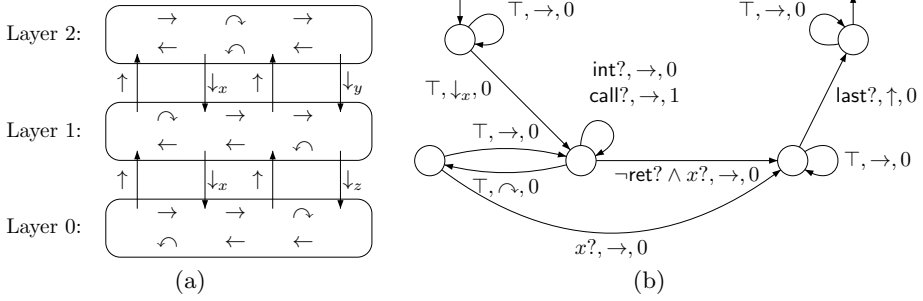 Layer 2:
→ ↷ →
← ↶ ←
↑ ↓x ↑ ↓y
Layer 1:
↷ → →
← ← ↶
↑ ↓x ↑ ↓z
Layer 0:
→ → ↷
↶ ← ←
(a)
⊤, →, 0
⊤, →, 0
⊤, ↓x, 0
int?, →, 0
call?, →, 1
last?, ↑, 0
⊤, →, 0
⊤, ↷, 0
¬ret? ∧ x?, →, 0
⊤, →, 0
x?, →, 0
(b)